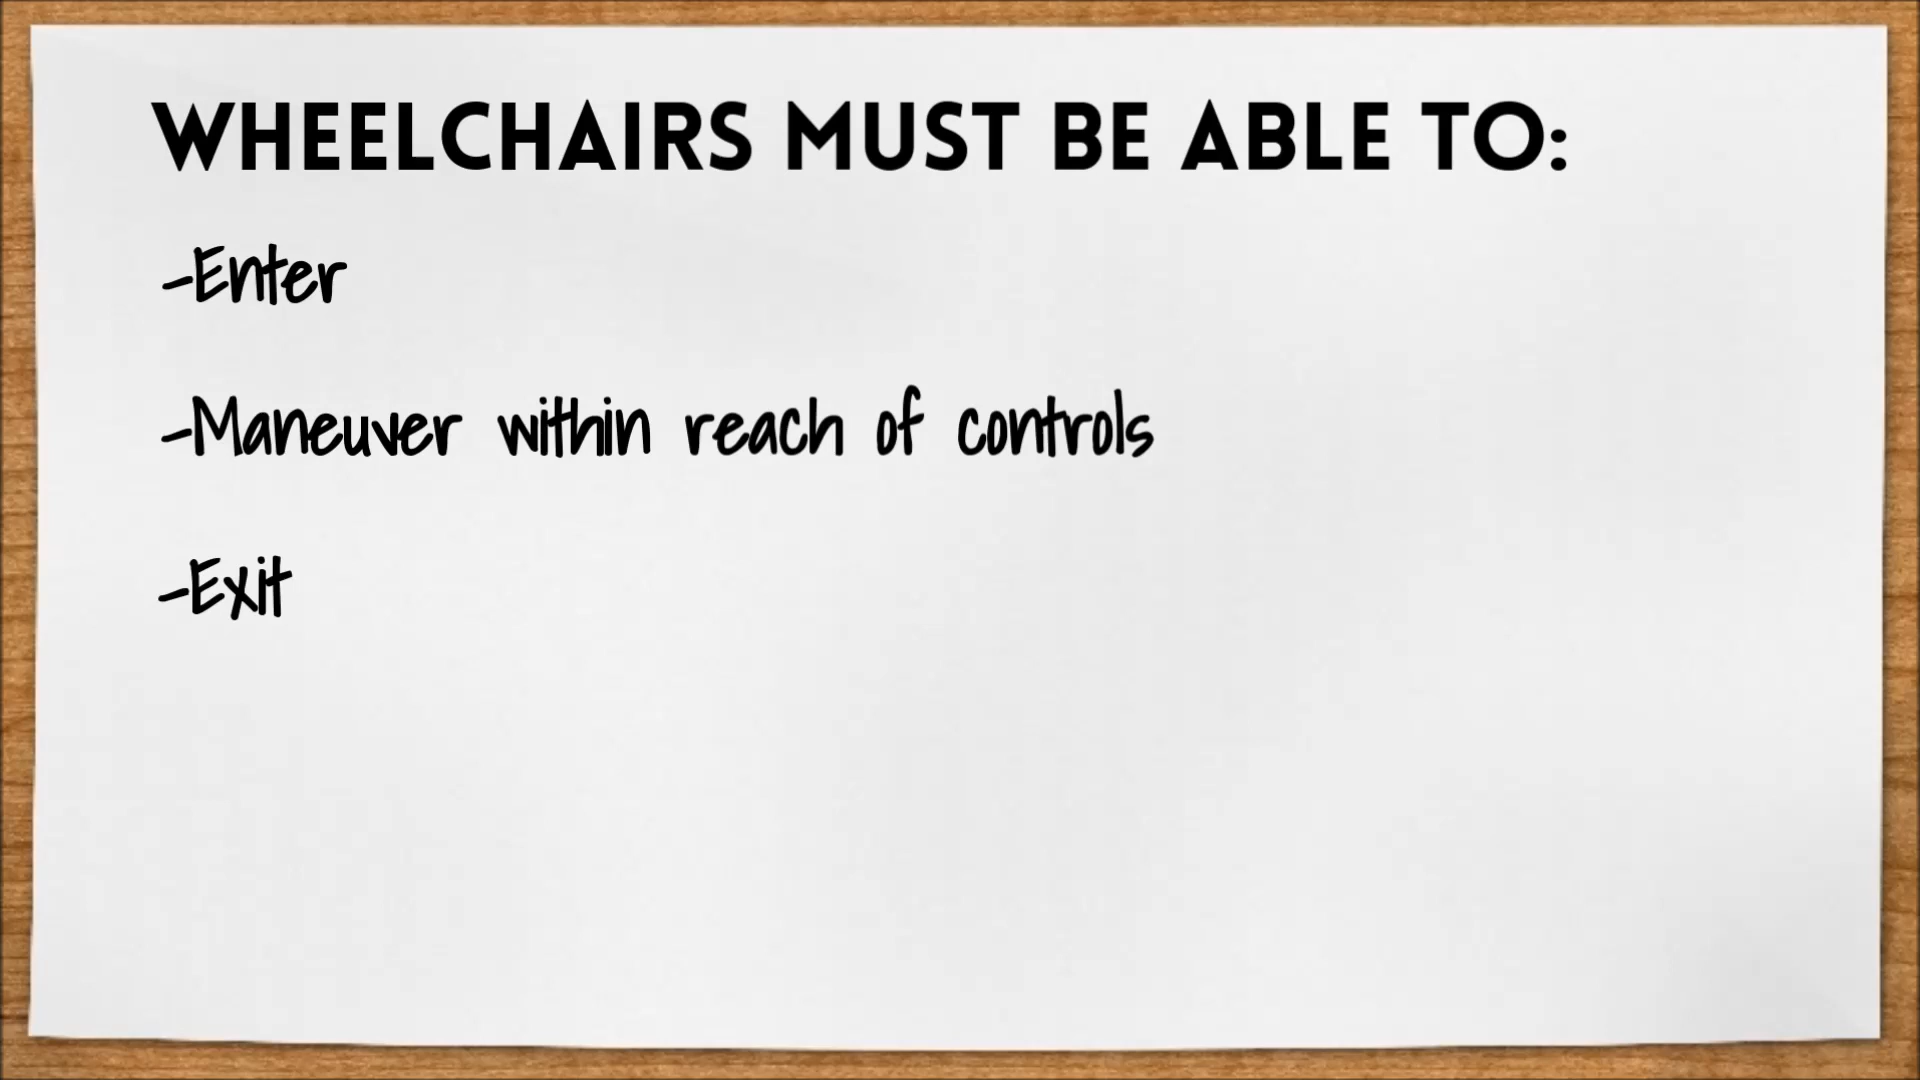 WHEELCHAIRS MUST BE ABLE TO:
-Enter
-Maneuver within reach of controls
-Exit